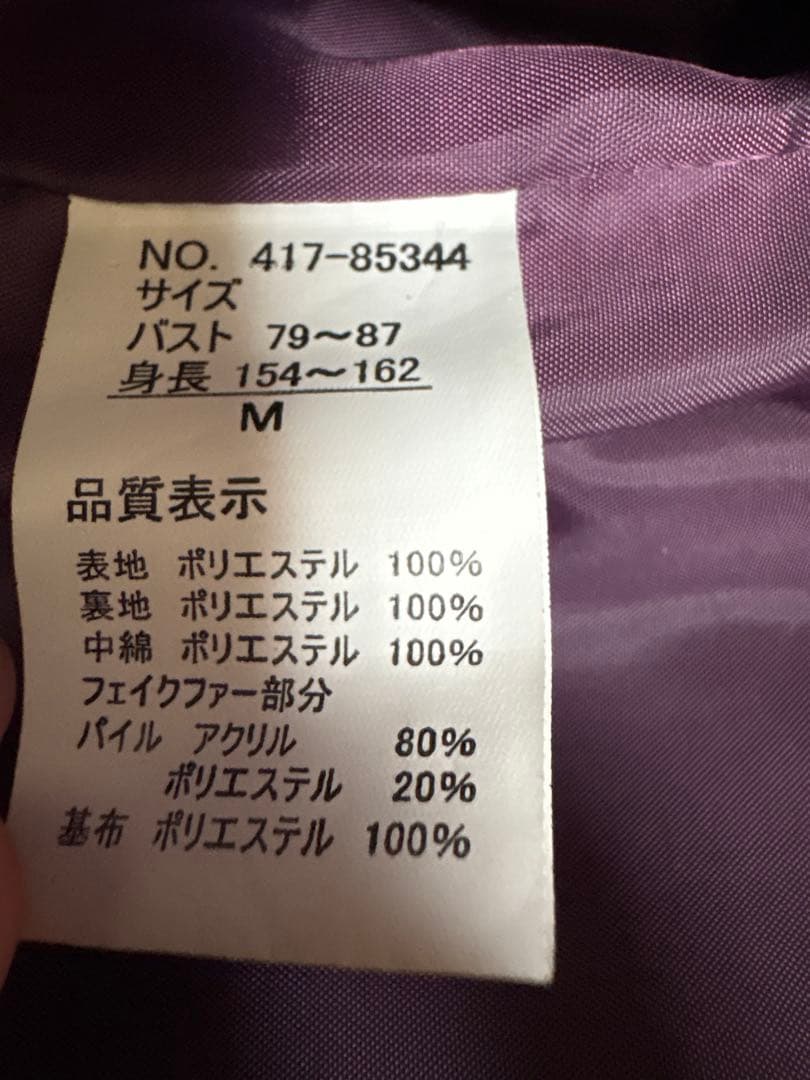 NO. 417-85344
サイズ
バスト 79～87
身長 154～162
M
品質表示
表地 ポリエステル 100%
裏地 ポリエステル 100%
中綿 ポリエステル 100%
フェイクファー部分
パイル アクリル 80%
ポリエステル 20%
基布 ポリエステル 100%